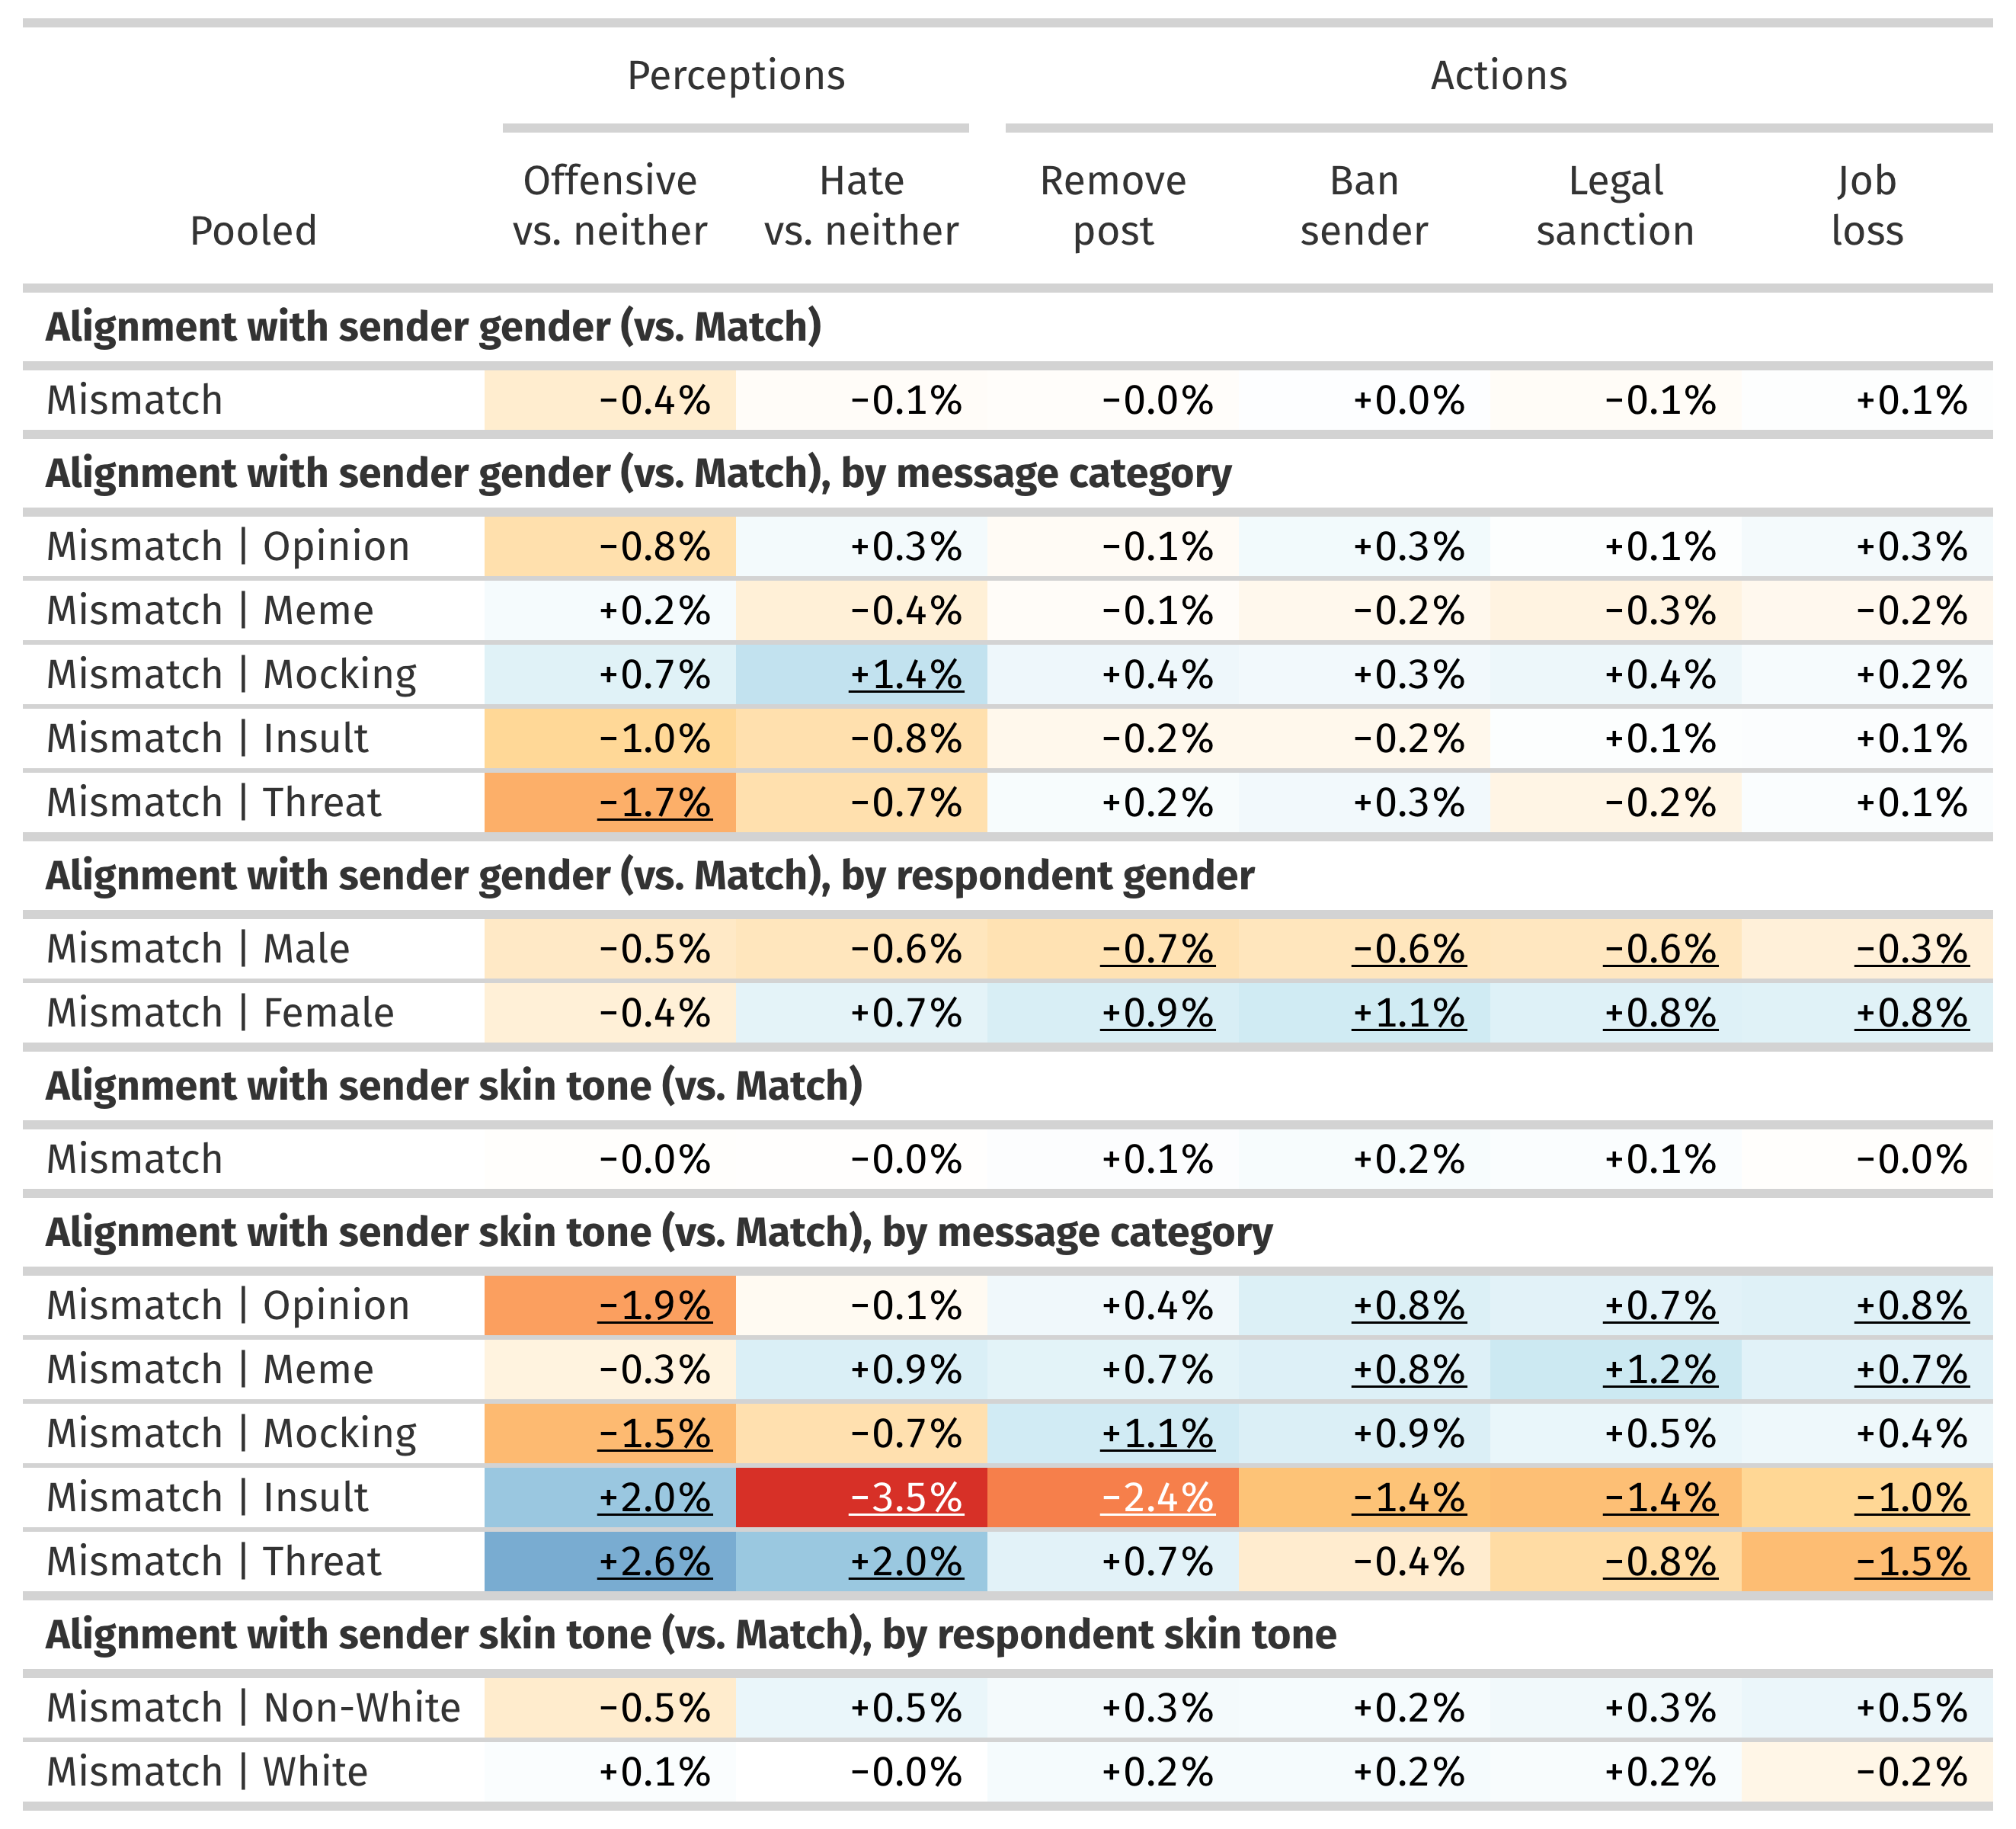 Perceptions Actions
Offensive Hate Remove Ban Legal Job
Pooled vs. neither vs. neither post sender sanction loss
Alignment with sender gender (vs. Match)
Mismatch −0.4% −0.1% −0.0% +0.0% −0.1% +0.1%
Alignment with sender gender (vs. Match), by message category
Mismatch | Opinion −0.8% +0.3% −0.1% +0.3% +0.1% +0.3%
Mismatch | Meme +0.2% −0.4% −0.1% −0.2% −0.3% −0.2%
Mismatch | Mocking +0.7% +1.4% +0.4% +0.3% +0.4% +0.2%
Mismatch | Insult −1.0% −0.8% −0.2% −0.2% +0.1% +0.1%
Mismatch | Threat −1.7% −0.7% +0.2% +0.3% −0.2% +0.1%
Alignment with sender gender (vs. Match), by respondent gender
Mismatch | Male −0.5% −0.6% −0.7% −0.6% −0.6% −0.3%
Mismatch | Female −0.4% +0.7% +0.9% +1.1% +0.8% +0.8%
Alignment with sender skin tone (vs. Match)
Mismatch −0.0% −0.0% +0.1% +0.2% +0.1% −0.0%
Alignment with sender skin tone (vs. Match), by message category
Mismatch | Opinion −1.9% −0.1% +0.4% +0.8% +0.7% +0.8%
Mismatch | Meme −0.3% +0.9% +0.7% +0.8% +1.2% +0.7%
Mismatch | Mocking −1.5% −0.7% +1.1% +0.9% +0.5% +0.4%
Mismatch | Insult +2.0% −3.5% −2.4% −1.4% −1.4% −1.0%
Mismatch | Threat +2.6% +2.0% +0.7% −0.4% −0.8% −1.5%
Alignment with sender skin tone (vs. Match), by respondent skin tone
Mismatch | Non-White −0.5% +0.5% +0.3% +0.2% +0.3% +0.5%
Mismatch | White +0.1% −0.0% +0.2% +0.2% +0.2% −0.2%